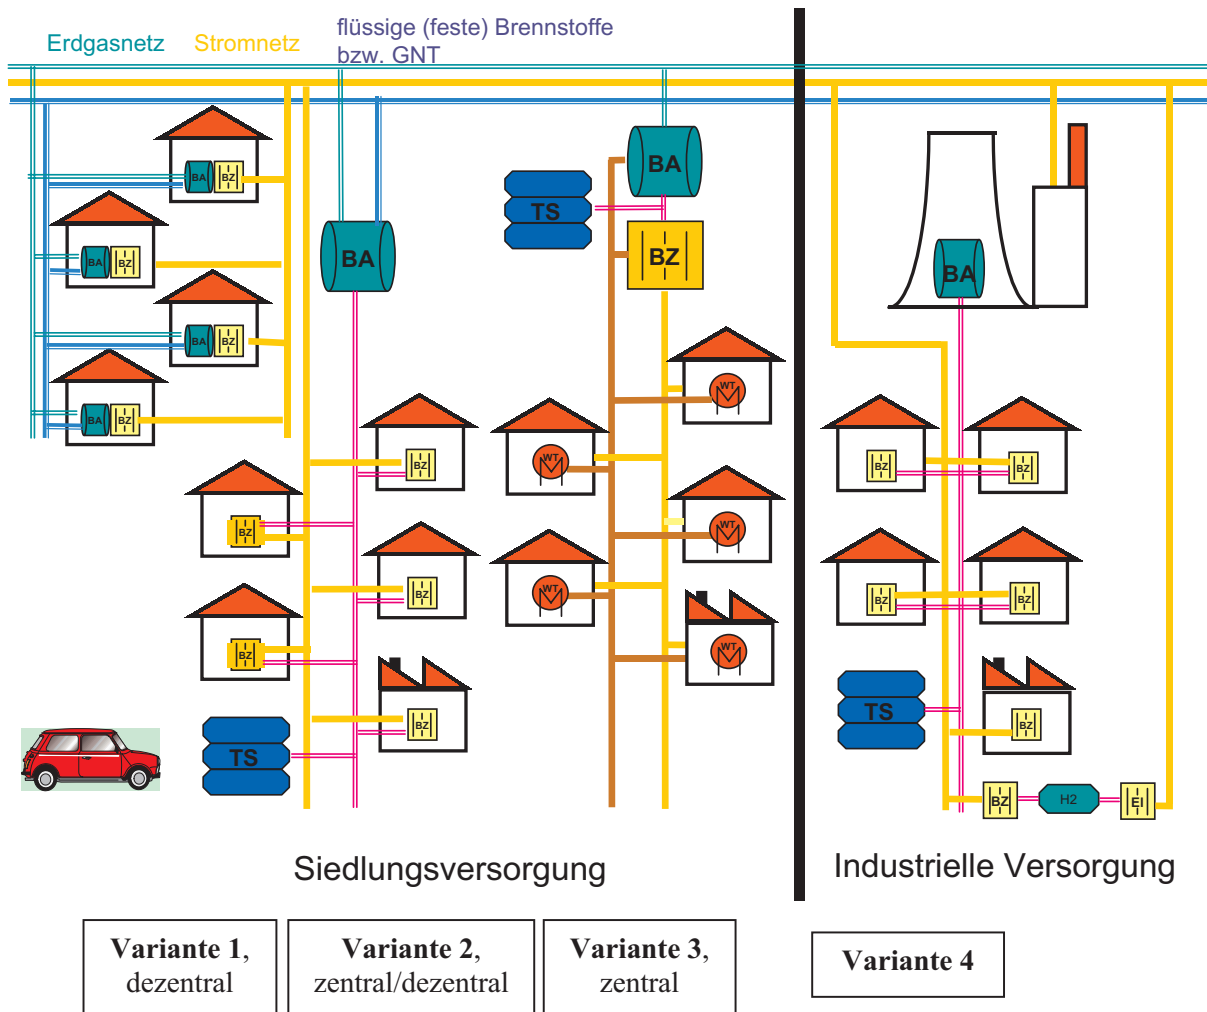 Erdgasnetz
Stromnetz
flüssige (feste) Brennstoffe
bzw. GNT
BA BZ
BA BZ
BA BZ
BA BZ
BA
BZ
BZ
BZ
BZ
BZ
TS
BA
TS
BZ
WT
WT
WT
WT
WT
BA
BZ
BZ
BZ
BZ
TS
BZ
BZ
H2
EI
Siedlungsversorgung
Industrielle Versorgung
Variante 1,
dezentral
Variante 2,
zentral/dezentral
Variante 3,
zentral
Variante 4